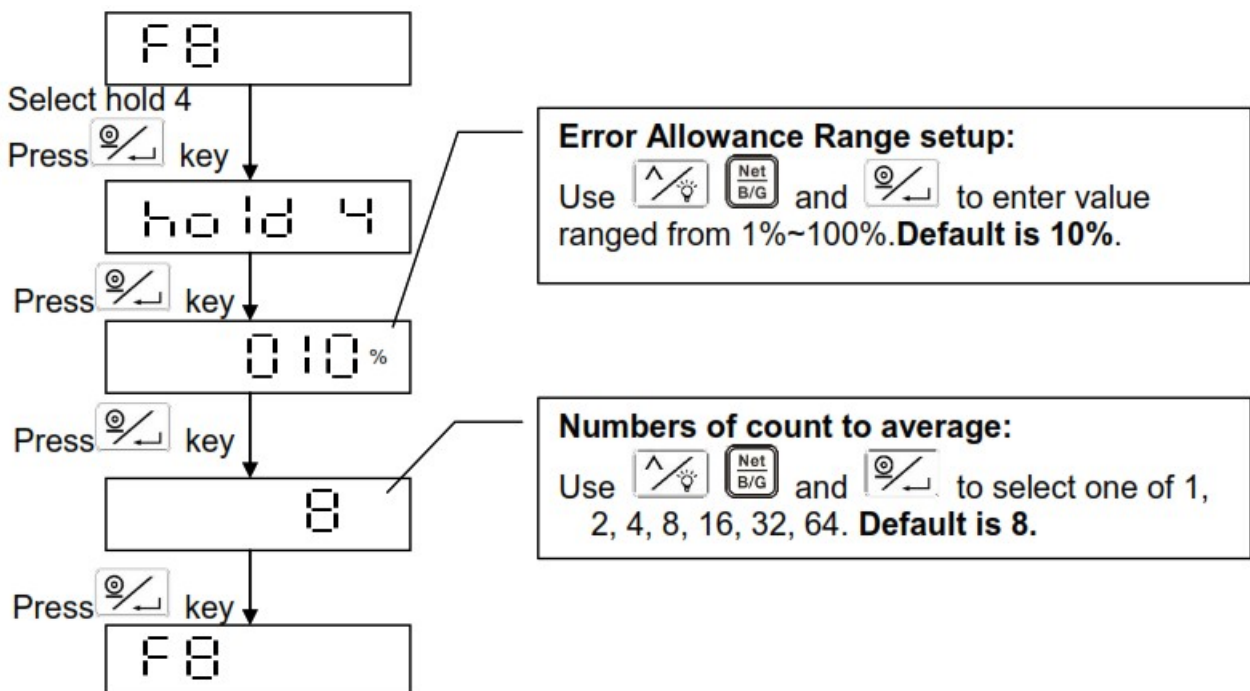 F8
Select hold 4
Press key
hold 4
Press key
010 %
Press key
8
Press key
F8
Error Allowance Range setup:
Use Net B/G and to enter value
ranged from 1%~100%.Default is 10%.
Numbers of count to average:
Use Net B/G and to select one of 1,
2, 4, 8, 16, 32, 64. Default is 8.